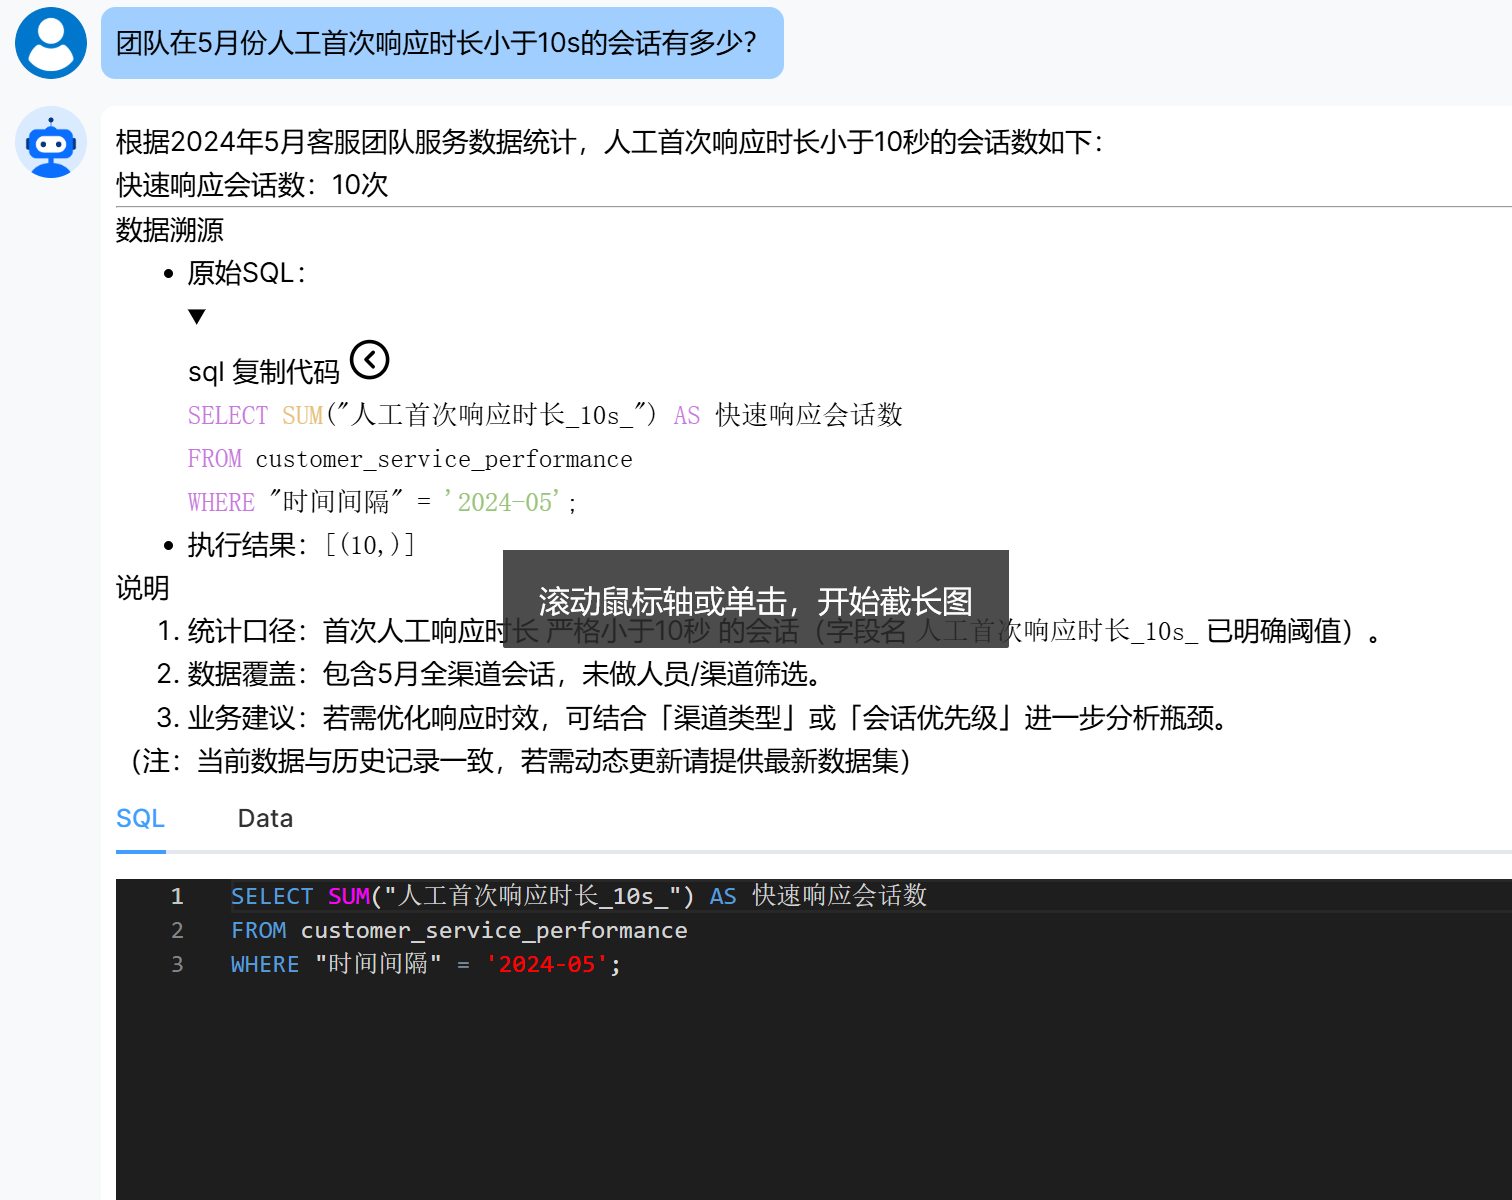 团队在5月份人工首次响应时长小于10s的会话有多少？
根据2024年5月客服团队服务数据统计，人工首次响应时长小于10秒的会话数如下：
快速响应会话数：10次
数据溯源
• 原始SQL：
▼
sql 复制代码
SELECT SUM("人工首次响应时长_10s_") AS 快速响应会话数
FROM customer_service_performance
WHERE "时间间隔" = '2024-05';
• 执行结果：[(10,)]
滚动鼠标轴或单击，开始截长图
说明
1. 统计口径：首次人工响应时长 严格小于10秒 的会话（字段名 人工首次响应时长_10s_ 已明确阈值）。
2. 数据覆盖：包含5月全渠道会话，未做人员/渠道筛选。
3. 业务建议：若需优化响应时效，可结合「渠道类型」或「会话优先级」进一步分析瓶颈。
（注：当前数据与历史记录一致，若需动态更新请提供最新数据集）
SQL Data
1 SELECT SUM("人工首次响应时长_10s_") AS 快速响应会话数
2 FROM customer_service_performance
3 WHERE "时间间隔" = '2024-05';